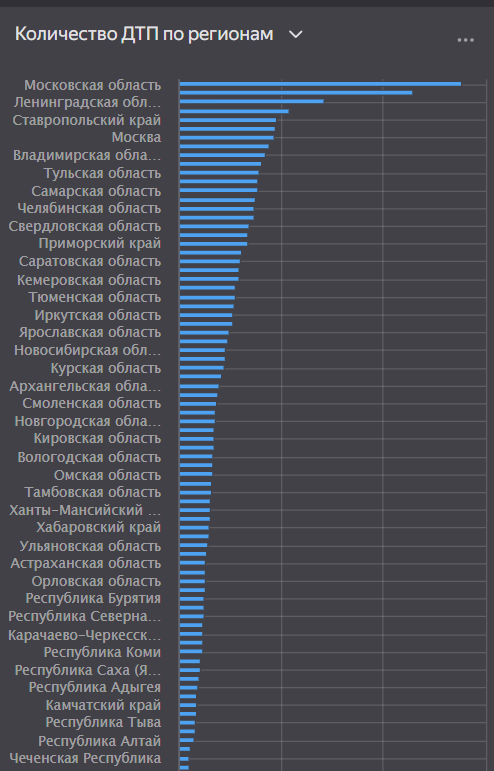 Количество ДТП по регионам
Московская область
Ленинградская обл...
Ставропольский край
Москва
Владимирская обла...
Тульская область
Самарская область
Челябинская область
Свердловская область
Приморский край
Саратовская область
Кемеровская область
Тюменская область
Иркутская область
Ярославская область
Новосибирская обл...
Курская область
Архангельская обла...
Смоленская область
Новгородская обла...
Кировская область
Вологодская область
Омская область
Тамбовская область
Ханты-Мансийский ...
Хабаровский край
Ульяновская область
Астраханская область
Орловская область
Республика Бурятия
Республика Северна...
Карачаево-Черкесск...
Республика Коми
Республика Саха (Я...
Республика Адыгея
Камчатский край
Республика Тыва
Республика Алтай
Чеченская Республика